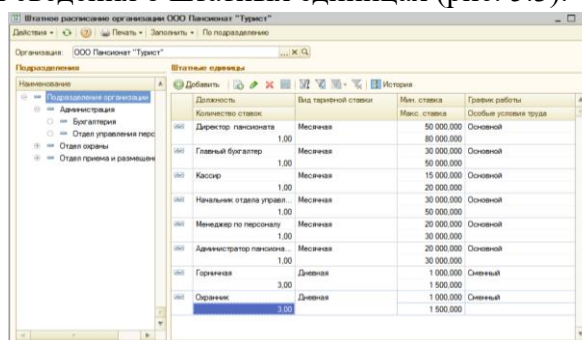 сведения о штатных единицах (рис. 3.3).
Штатное расписание организации ООО Пансионат "Турист"
Действия Печать Заполнить По подразделению
Организация: ООО Пансионат "Турист" ... x
Подразделения
Штатные единицы
Добавить История
Наименование
Подразделения организации
Администрация
Бухгалтерия
Отдел управления перс
Отдел охраны
Отдел приема и размещени
Должность Вид тарифной ставки Мин. ставка График работы
Количество ставок Макс. ставка Особые условия труда
Директор пансионата Месячная 50 000,000 Основной
1,00 80 000,000
Главный бухгалтер Месячная 30 000,000 Основной
1,00 50 000,000
Кассир Месячная 15 000,000 Основной
1,00 20 000,000
Начальник отдела управл... Месячная 30 000,000 Основной
1,00 50 000,000
Менеджер по персоналу Месячная 20 000,000 Основной
1,00 30 000,000
Администратор пансиона... Месячная 20 000,000 Основной
1,00 30 000,000
Горничная Дневная 1 000,000 Сменный
3,00 1 500,000
Охранник Дневная 1 000,000 Сменный
3,00 1 500,000